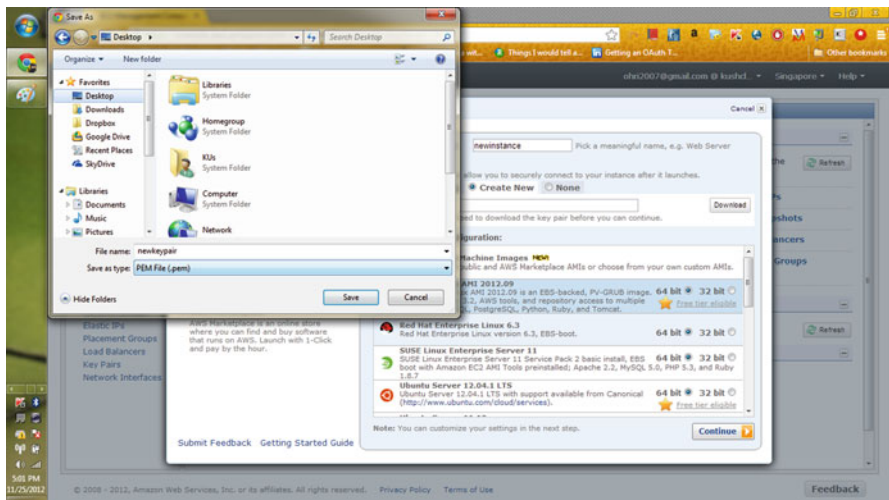 Save As
Desktop
Search Desktop
Organize
New folder
Favorites
Desktop
Downloads
Dropbox
Google Drive
Recent Places
SkyDrive
Libraries
Documents
Music
Pictures
Libraries
System Folder
Homegroup
System Folder
KUs
System Folder
Computer
System Folder
Network
File name: newkeypair
Save as type: PEM File (.pem)
Hide Folders
Save
Cancel
Things I would tell a...
Getting an OAuth T...
Other bookmarks
ohri2007@gmail.com @ kushd...
Singapore
Help
Cancel
newinstance
Pick a meaningful name, e.g. Web Server
allow you to securely connect to your instance after it launches.
Create New
None
Download
to download the key pair before you can continue.
Refresh
Machine Images NEW!
public and AWS Marketplace AMIs or choose from your own custom AMIs.
AMI 2012.09
AMI 2012.09 is an EBS-backed, PV-GRUB image.
64 bit
32 bit
3.2, AWS tools, and repository access to multiple
PostgreSQL, Python, Ruby, and Tomcat.
Free tier eligible
Red Hat Enterprise Linux 6.3
Red Hat Enterprise Linux version 6.3, EBS-boot.
64 bit
32 bit
SUSE Linux Enterprise Server 11
SUSE Linux Enterprise Server 11 Service Pack 2 basic install, EBS
boot with Amazon EC2 AMI Tools preinstalled; Apache 2.2, MySQL 5.0, PHP 5.3, and Ruby
1.8.7
64 bit
32 bit
Ubuntu Server 12.04.1 LTS
Ubuntu Server 12.04.1 LTS with support available from Canonical
(http://www.ubuntu.com/cloud/services).
64 bit
32 bit
Free tier eligible
Note: You can customize your settings in the next step.
Continue
AWS Marketplace is an online store
where you can find and buy software
that runs on AWS. Launch with 1-Click
and pay by the hour.
Submit Feedback
Getting Started Guide
Elastic IPs
Placement Groups
Load Balancers
Key Pairs
Network Interfaces
Groups
Refresh
5:01 PM
11/25/2012
© 2008 - 2012, Amazon Web Services, Inc. or its affiliates. All rights reserved.
Privacy Policy
Terms of Use
Feedback